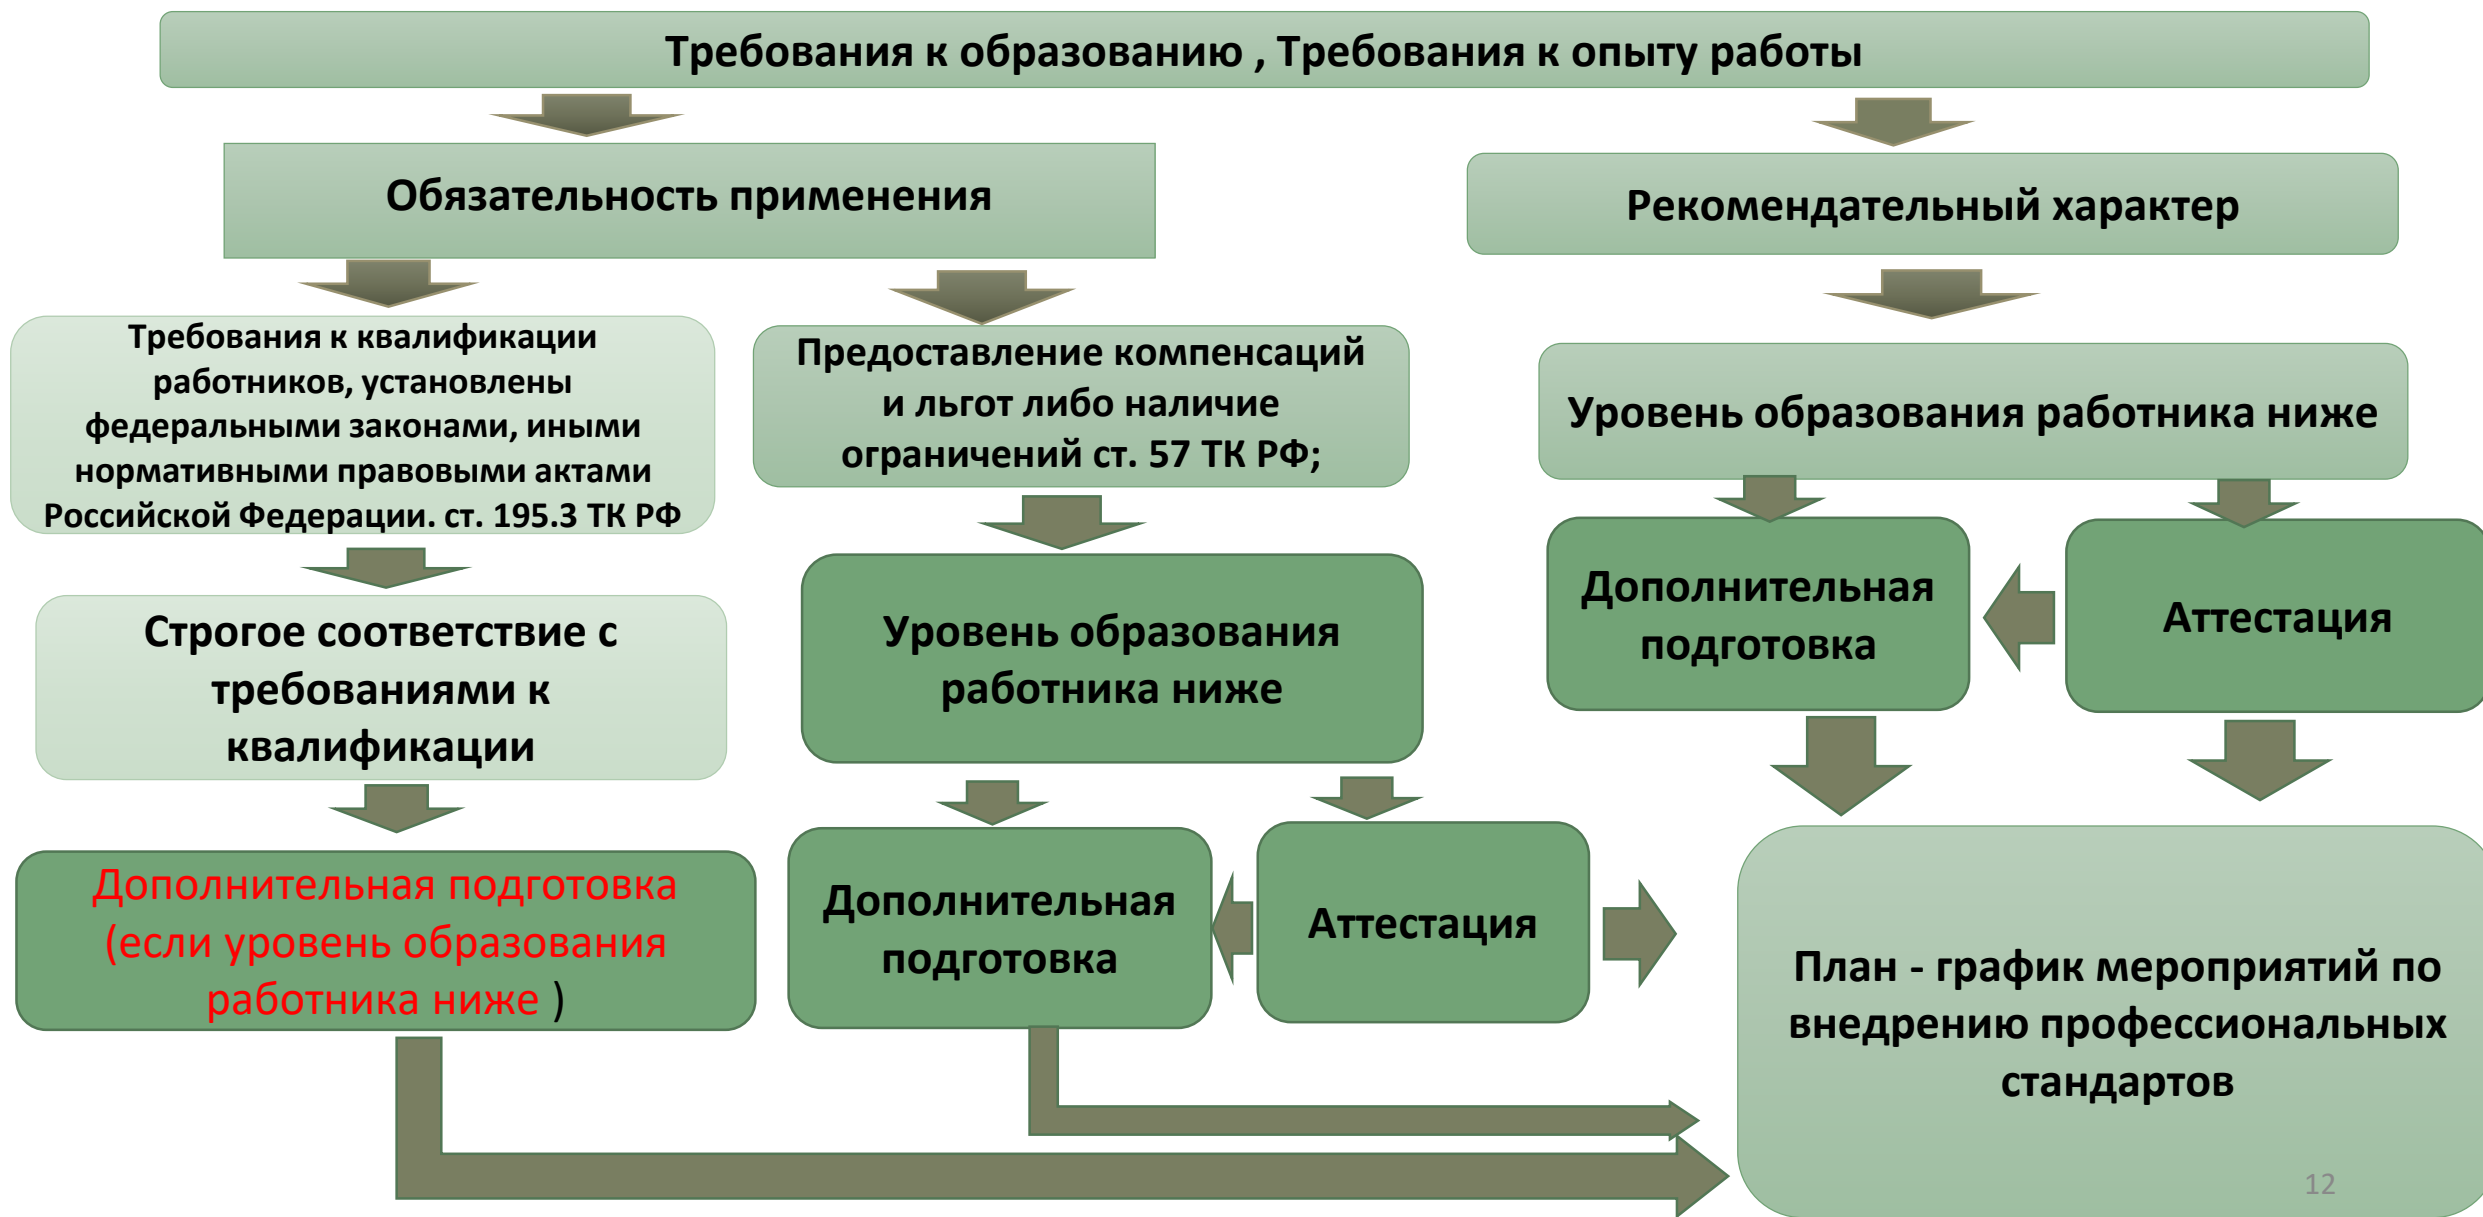 Требования к образованию , Требования к опыту работы
Обязательность применения
Рекомендательный характер
Требования к квалификации
работников, установлены
федеральными законами, иными
нормативными правовыми актами
Российской Федерации. ст. 195.3 ТК РФ
Предоставление компенсаций
и льгот либо наличие
ограничений ст. 57 ТК РФ;
Уровень образования работника ниже
Строгое соответствие с
требованиями к
квалификации
Уровень образования
работника ниже
Дополнительная
подготовка
Аттестация
Дополнительная подготовка
(если уровень образования
работника ниже )
Дополнительная
подготовка
Аттестация
План - график мероприятий по
внедрению профессиональных
стандартов
12